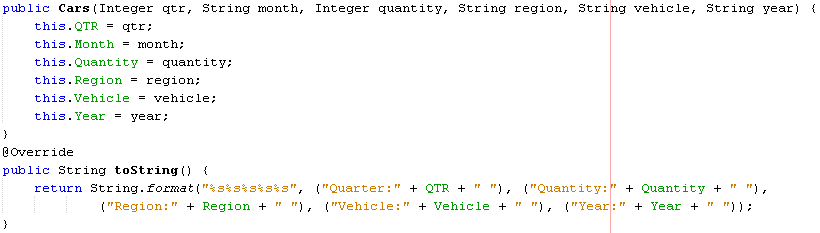 public Cars(Integer qtr, String month, Integer quantity, String region, String vehicle, String year) {
this.QTR = qtr;
this.Month = month;
this.Quantity = quantity;
this.Region = region;
this.Vehicle = vehicle;
this.Year = year;
}
@Override
public String toString() {
return String.format("%s%s%s%s%s", ("Quarter:" + QTR + " "), ("Quantity:" + Quantity + " "),
("Region:" + Region + " "), ("Vehicle:" + Vehicle + " "), ("Year:" + Year + " "));
}